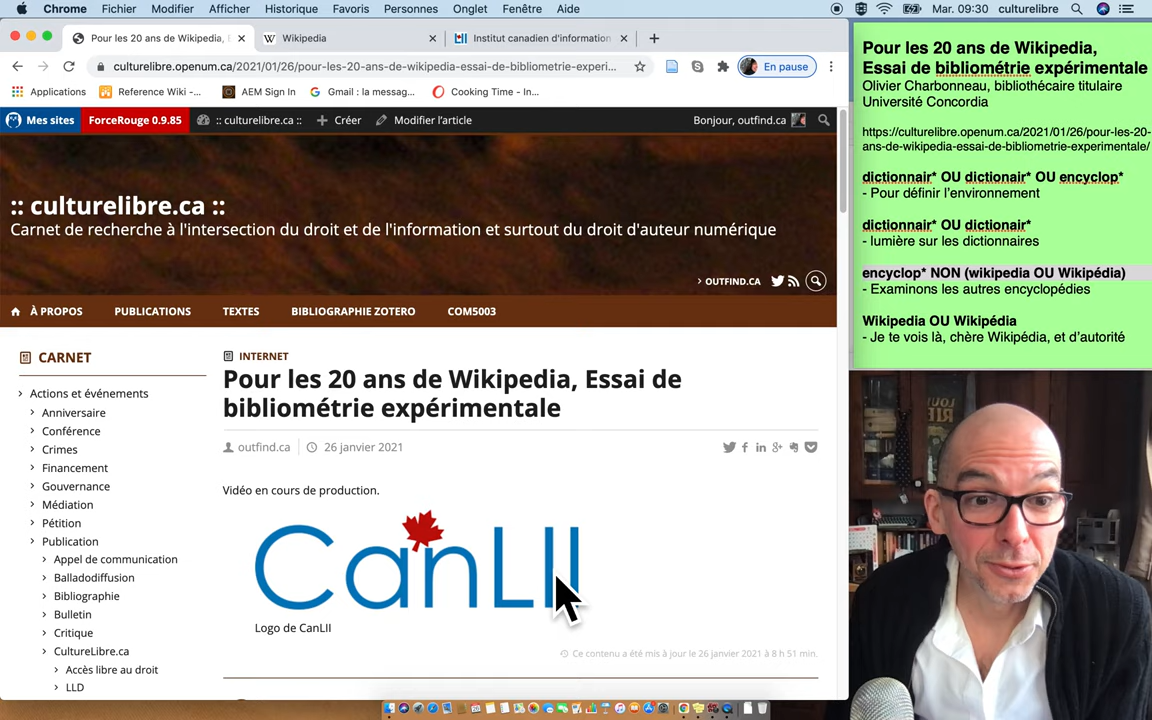 Chrome Fichier Modifier Afficher Historique Favoris Personnes Onglet Fenêtre Aide Mar. 09:30 culturelibre
Pour les 20 ans de Wikipedia, E Wikipedia Institut canadien d'information
culturelibre.openum.ca/2021/01/26/pour-les-20-ans-de-wikipedia-essai-de-bibliometrie-experi... En pause
Applications Reference Wiki -... AEM Sign In Gmail : la messag... Cooking Time - In...
Mes sites ForceRouge 0.9.85 :: culturelibre.ca :: Créer Modifier l'article Bonjour, outfind.ca
:: culturelibre.ca ::
Carnet de recherche à l'intersection du droit et de l'information et surtout du droit d'auteur numérique
OUTFIND.CA
À PROPOS PUBLICATIONS TEXTES BIBLIOGRAPHIE ZOTERO COM5003
CARNET
Actions et événements
Anniversaire
Conférence
Crimes
Financement
Gouvernance
Médiation
Pétition
Publication
Appel de communication
Balladodiffusion
Bibliographie
Bulletin
Critique
CultureLibre.ca
Accès libre au droit
LLD
INTERNET
Pour les 20 ans de Wikipedia, Essai de
bibliométrie expérimentale
outfind.ca 26 janvier 2021
Vidéo en cours de production.
CanLII
Logo de CanLII
Ce contenu a été mis à jour le 26 janvier 2021 à 8 h 51 min.
Pour les 20 ans de Wikipedia,
Essai de bibliométrie expérimentale
Olivier Charbonneau, bibliothécaire titulaire
Université Concordia
https://culturelibre.openum.ca/2021/01/26/pour-les-20-
ans-de-wikipedia-essai-de-bibliometrie-experimentale/
dictionnair* OU dictionair* OU encyclop*
- Pour définir l'environnement
dictionnair* OU dictionair*
- lumière sur les dictionnaires
encyclop* NON (wikipedia OU Wikipédia)
- Examinons les autres encyclopédies
Wikipedia OU Wikipédia
- Je te vois là, chère Wikipédia, et d'autorité